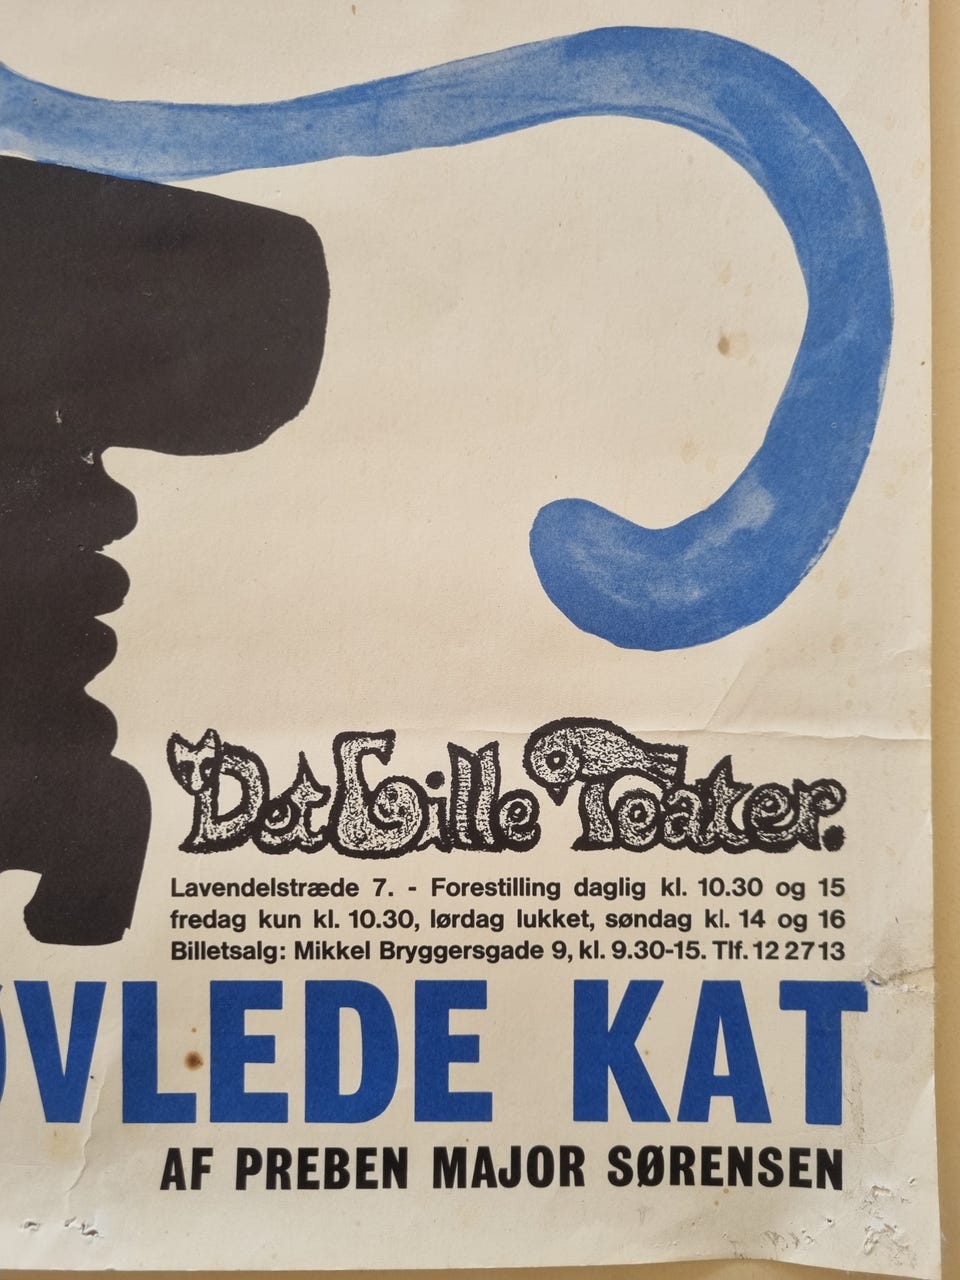 Det Lille Teater.
Lavendelstræde 7. - Forestilling daglig kl. 10.30 og 15
fredag kun kl. 10.30, lørdag lukket, søndag kl. 14 og 16
Billetsalg: Mikkel Bryggersgade 9, kl. 9.30-15. Tlf. 12 27 13
ØVLEDE KAT
AF PREBEN MAJOR SØRENSEN